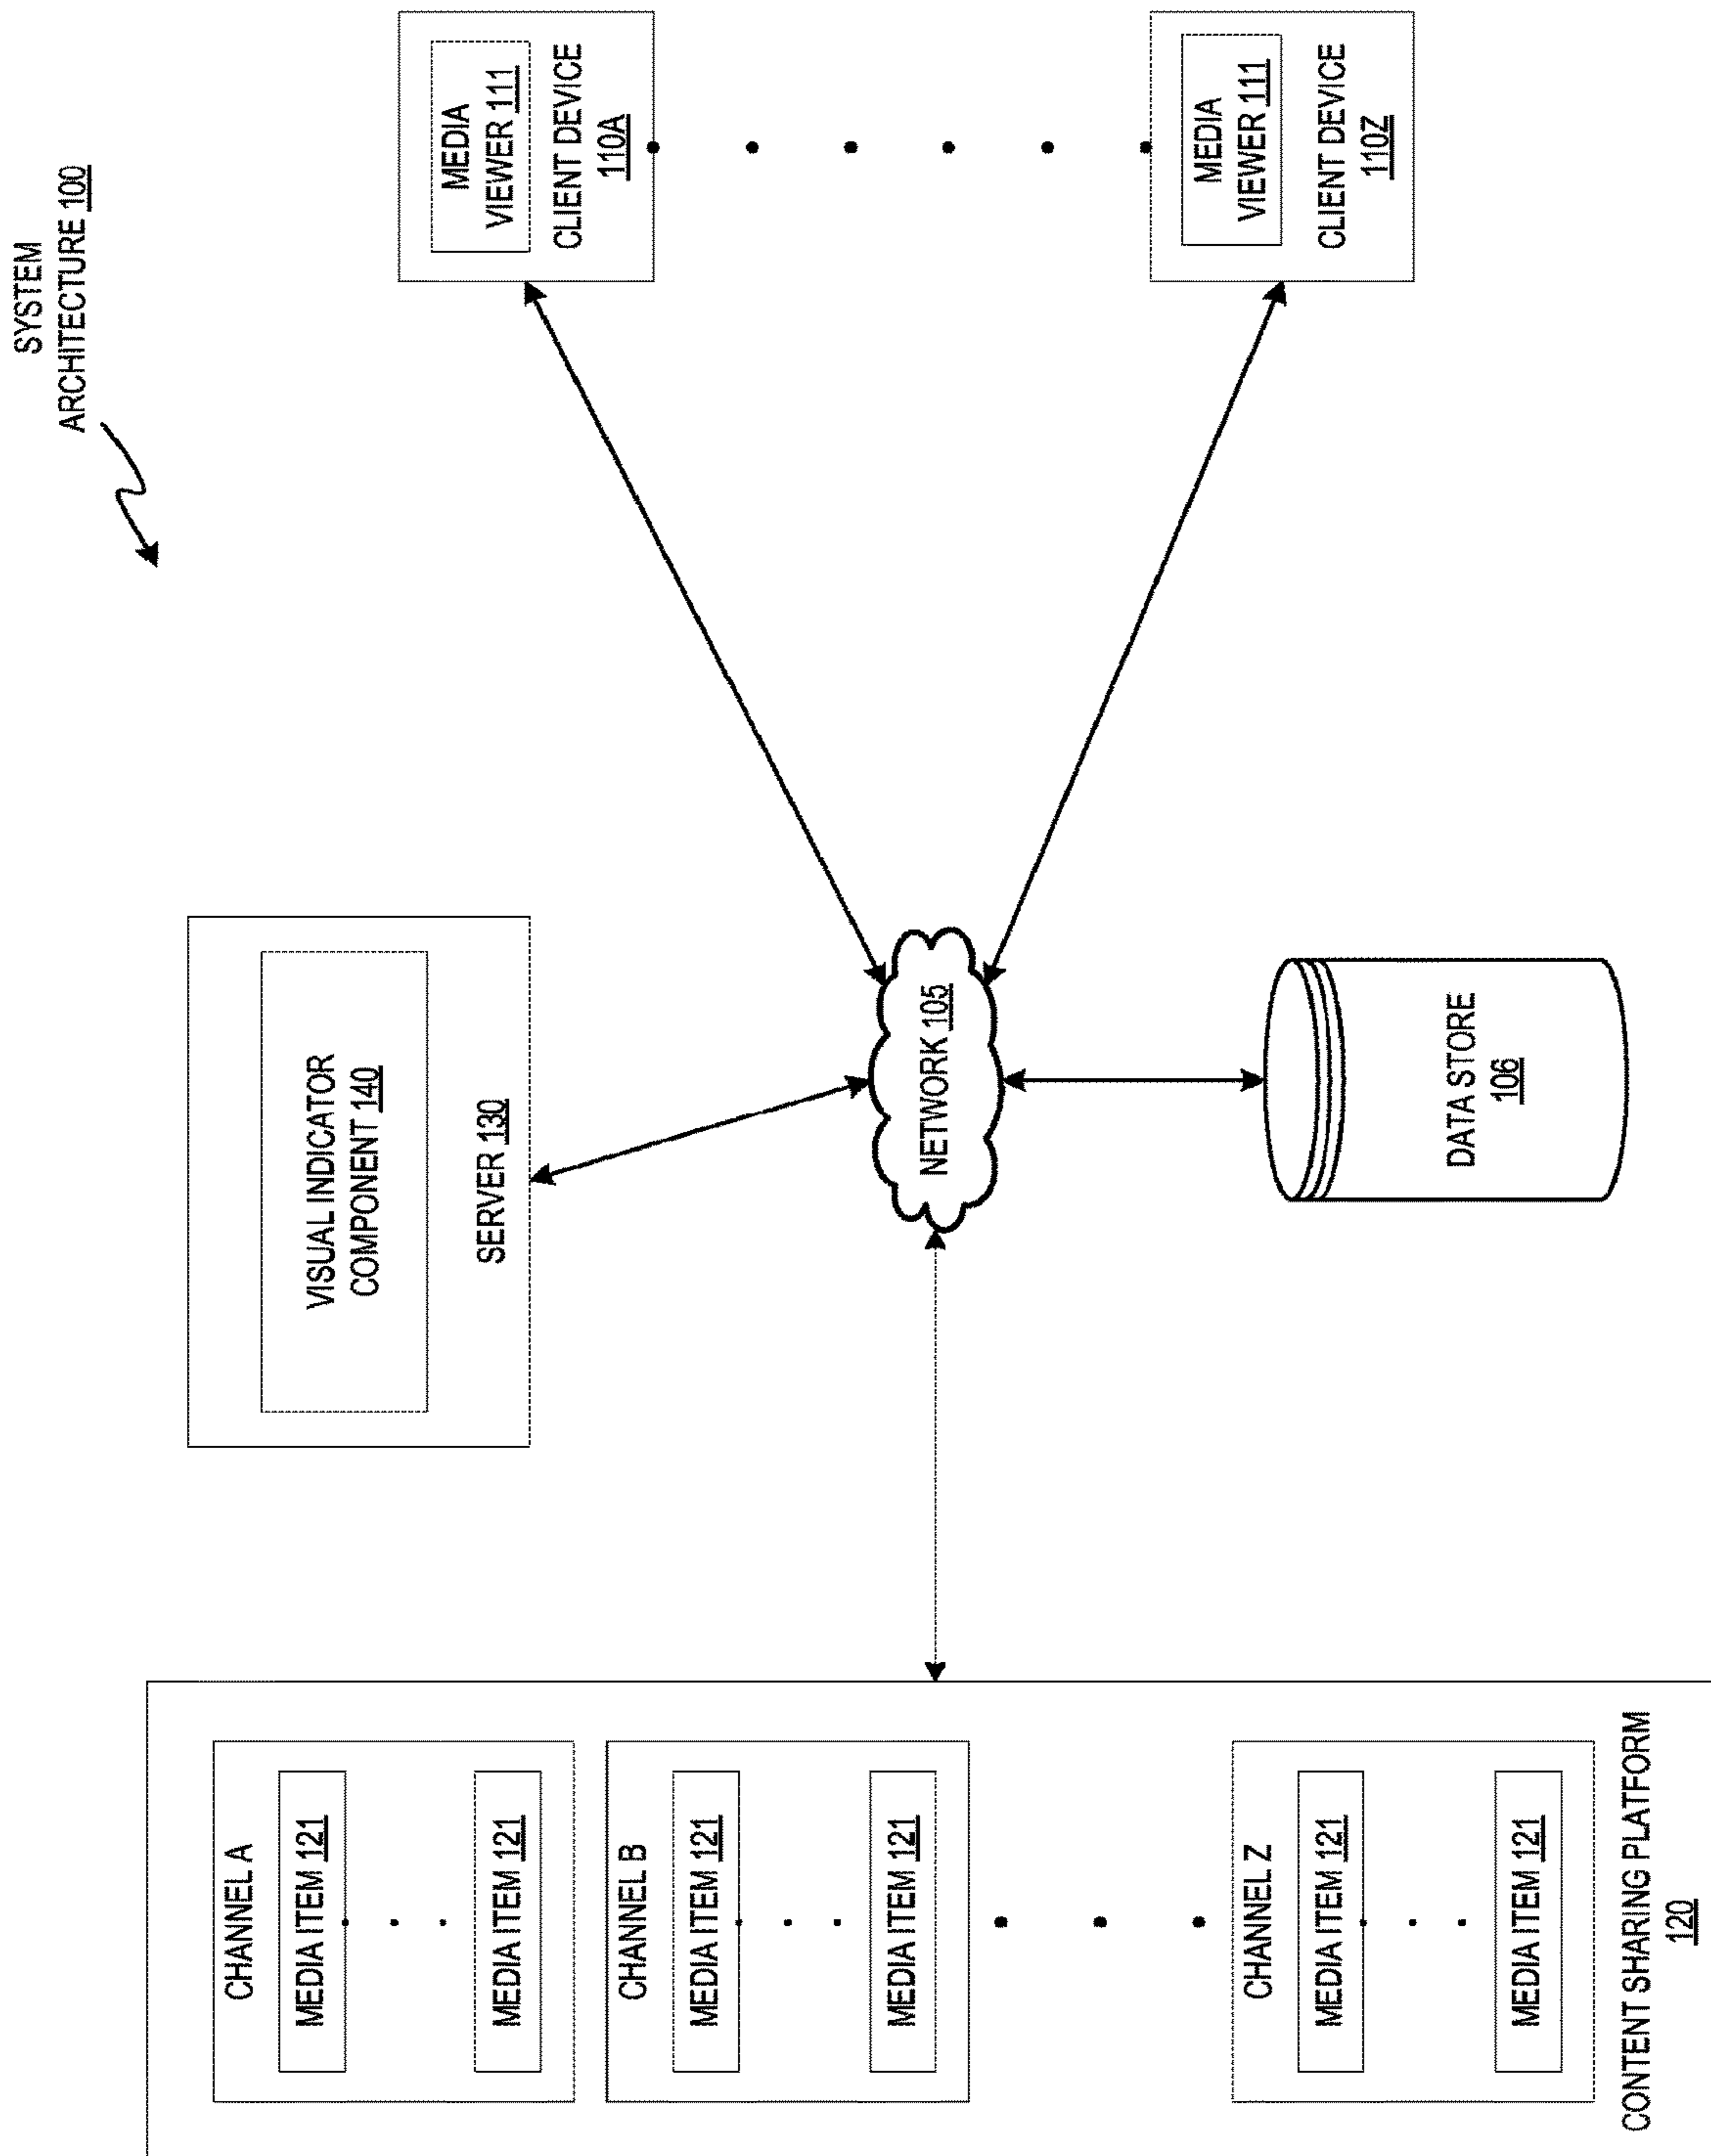 SYSTEM
ARCHITECTURE 100
CHANNEL A
MEDIA ITEM 121
MEDIA ITEM 121
CHANNEL B
MEDIA ITEM 121
MEDIA ITEM 121
CHANNEL Z
MEDIA ITEM 121
MEDIA ITEM 121
CONTENT SHARING PLATFORM
120
VISUAL INDICATOR
COMPONENT 140
SERVER 130
NETWORK 105
DATA STORE
106
MEDIA
VIEWER 111
CLIENT DEVICE
110A
MEDIA
VIEWER 111
CLIENT DEVICE
110Z